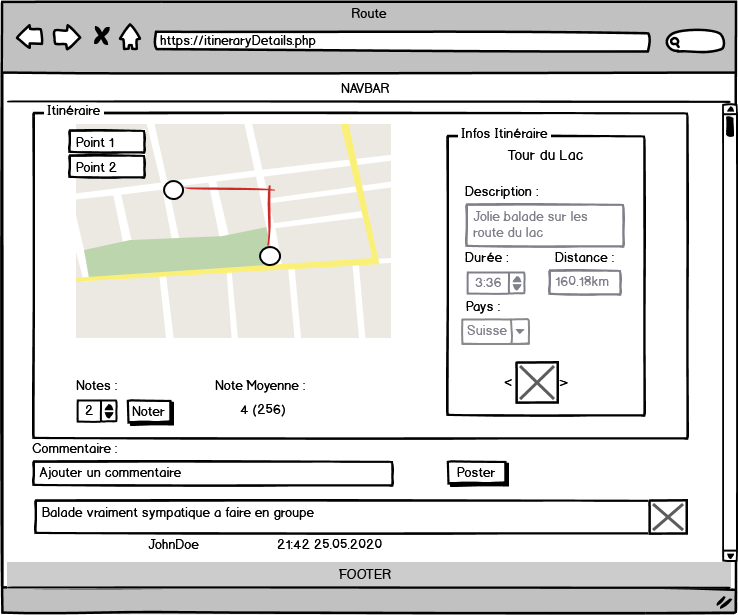 Route
https://itineraryDetails.php
NAVBAR
Itinéraire
Point 1
Point 2
Infos Itinéraire
Tour du Lac
Description :
Jolie balade sur les
route du lac
Durée :
Distance :
3:36
160.18km
Pays :
Suisse
< >
Notes :
Note Moyenne :
2
Noter
4 (256)
Commentaire :
Ajouter un commentaire
Poster
Balade vraiment sympatique a faire en groupe
JohnDoe
21:42 25.05.2020
FOOTER